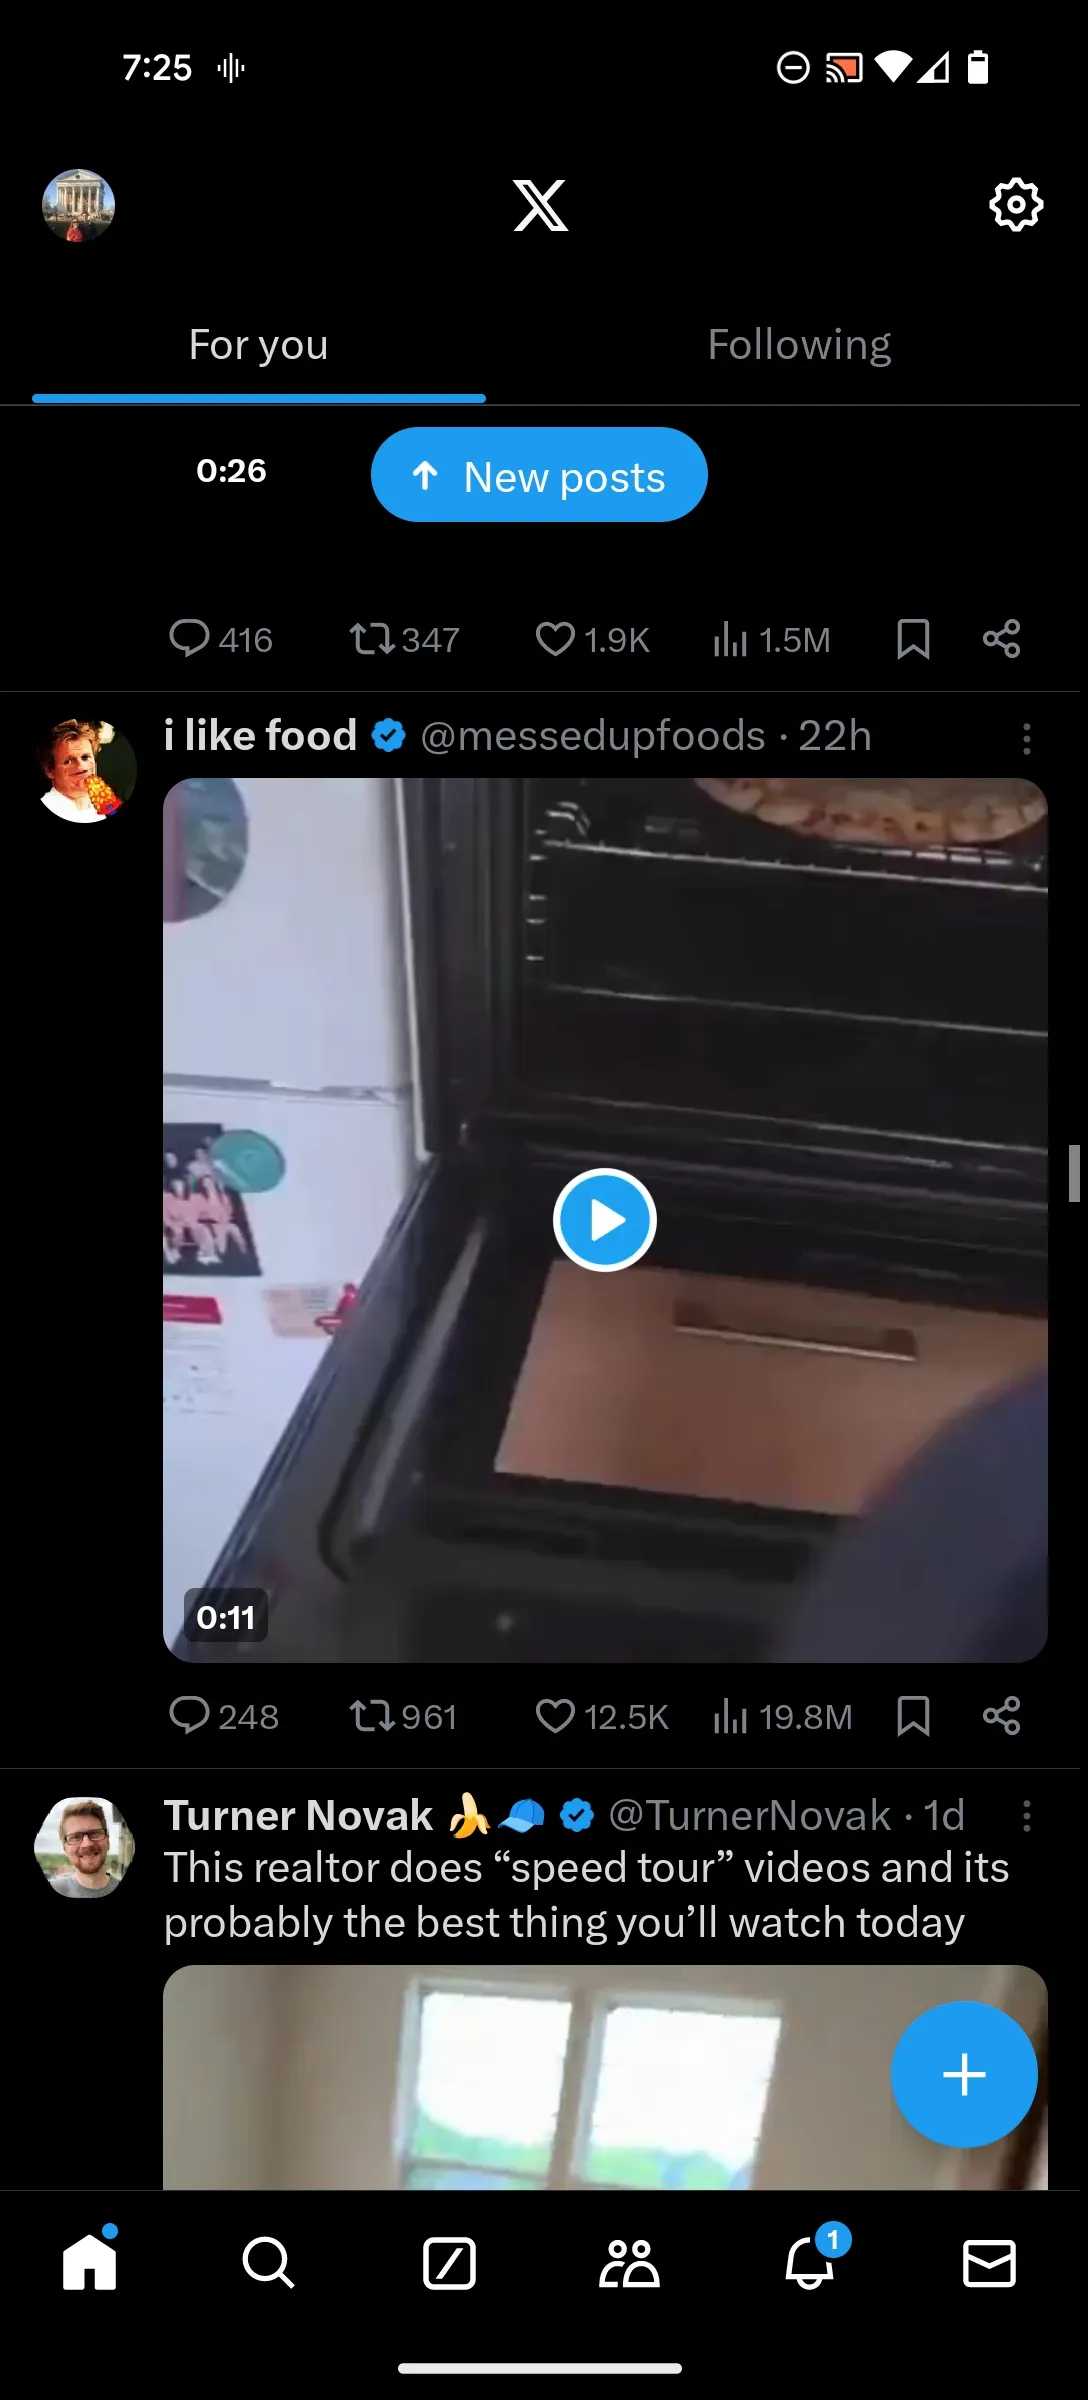 7:25
For you
Following
0:26
New posts
416
347
1.9K
1.5M
i like food @messedupfoods · 22h
0:11
248
961
12.5K
19.8M
Turner Novak 🍌🧢 @TurnerNovak · 1d
This realtor does “speed tour” videos and its
probably the best thing you’ll watch today
1